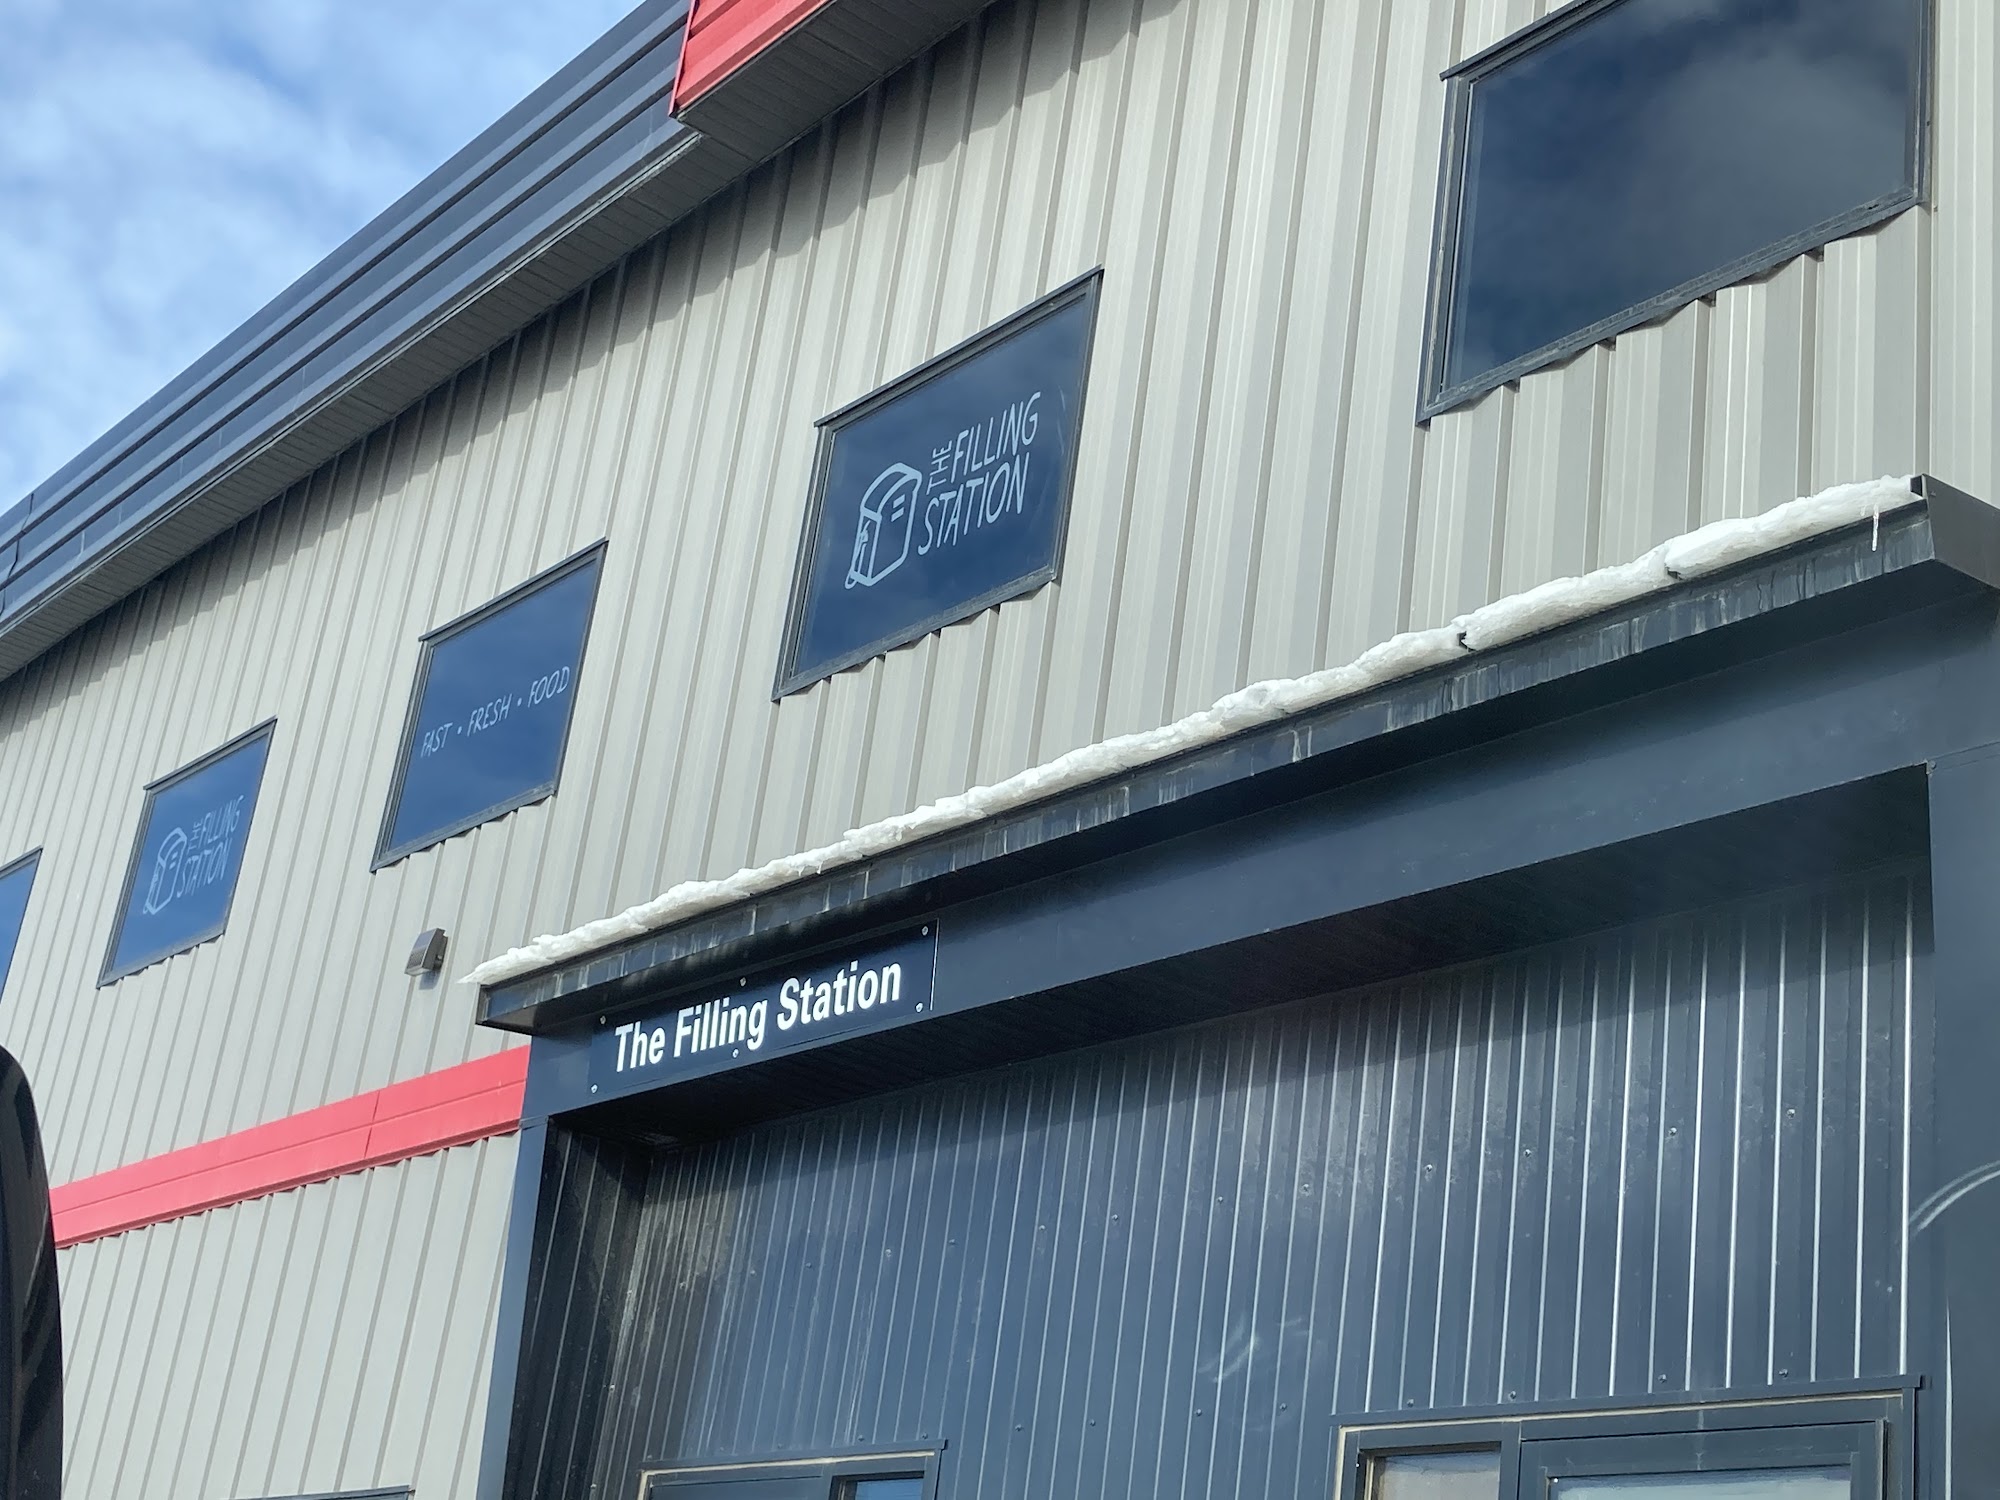 THE FILLING
STATION
FAST • FRESH • FOOD
THE FILLING
STATION
The Filling Station